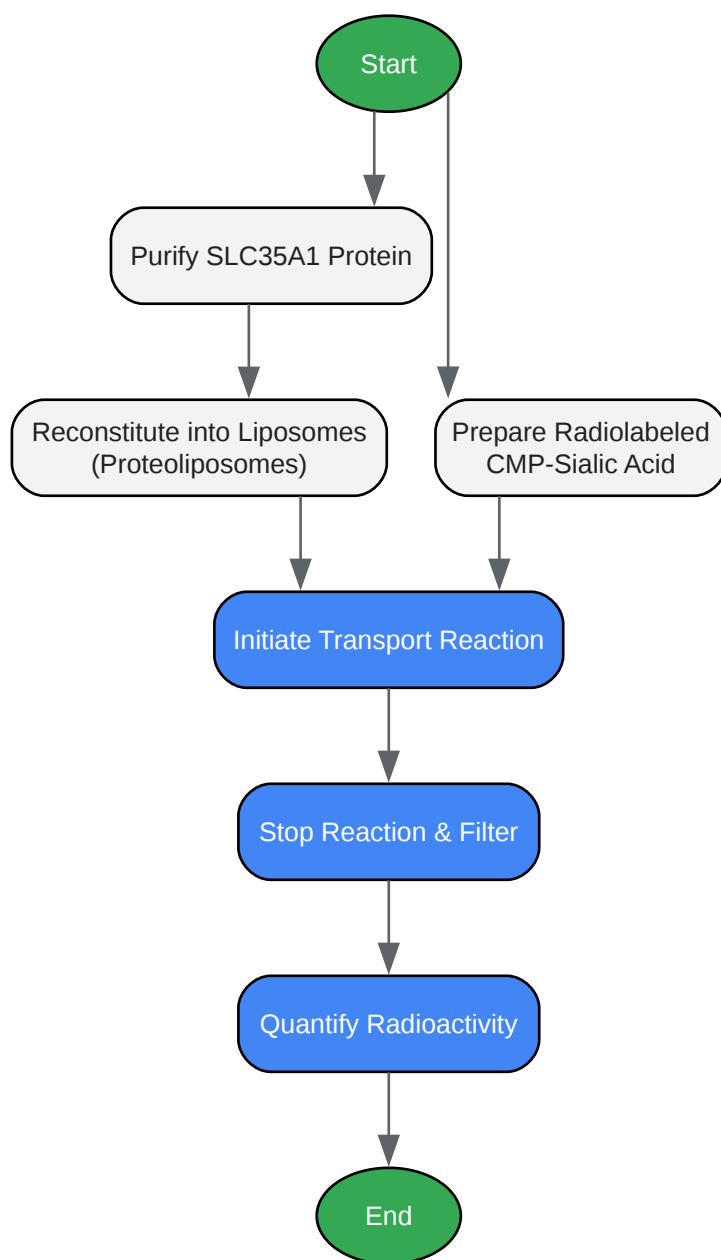 Start
Purify SLC35A1 Protein
Reconstitute into Liposomes
(Proteoliposomes)
Prepare Radiolabeled
CMP-Sialic Acid
Initiate Transport Reaction
Stop Reaction & Filter
Quantify Radioactivity
End